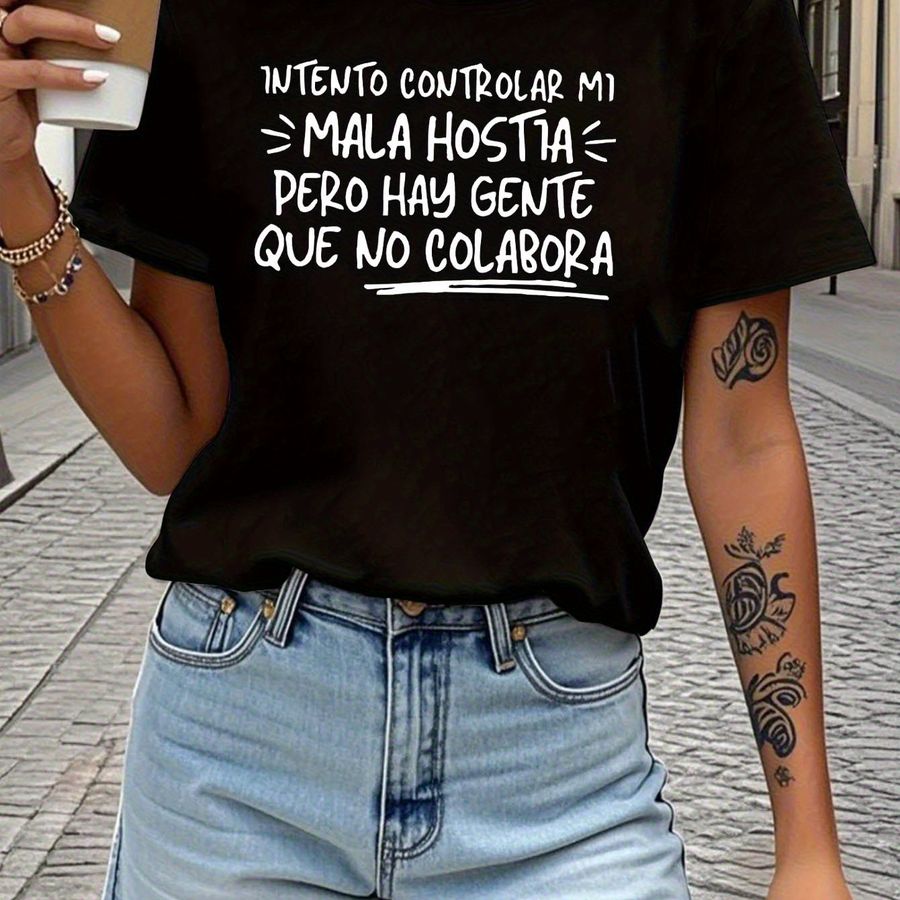 INTENTO CONTROLAR MI
MALA HOSTIA
PERO HAY GENTE
QUE NO COLABORA